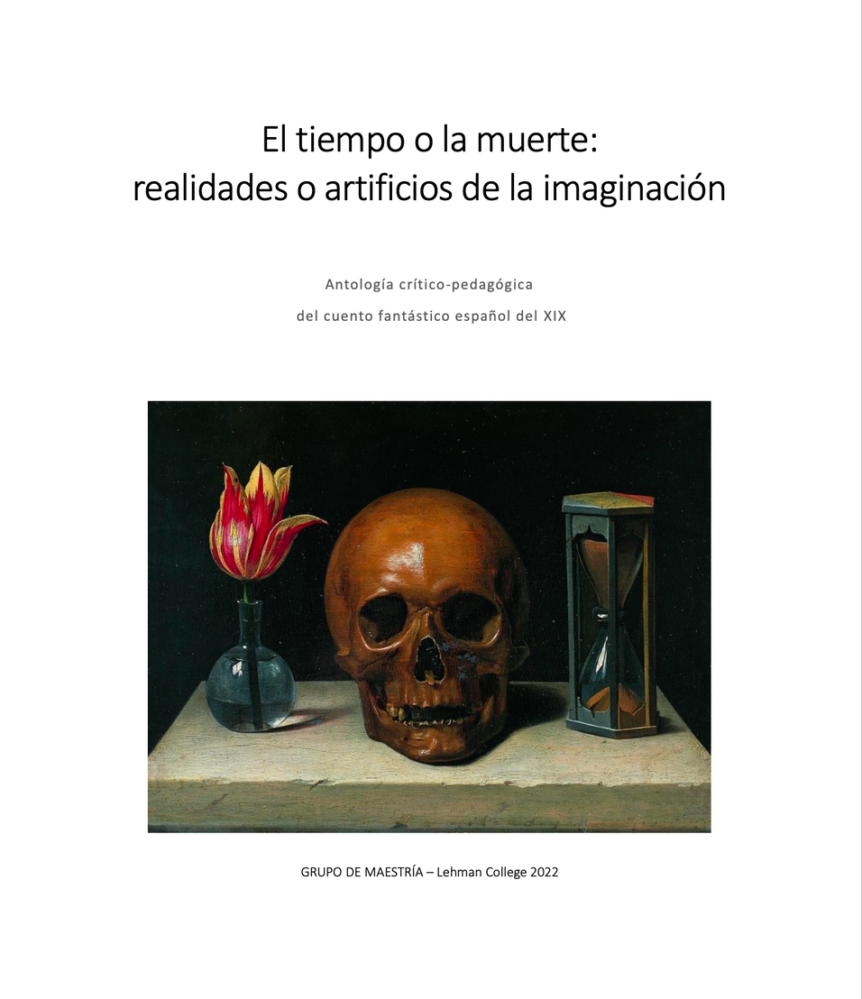 El tiempo o la muerte:
realidades o artificios de la imaginación
Antología crítico-pedagógica
del cuento fantástico español del XIX
GRUPO DE MAESTRÍA – Lehman College 2022